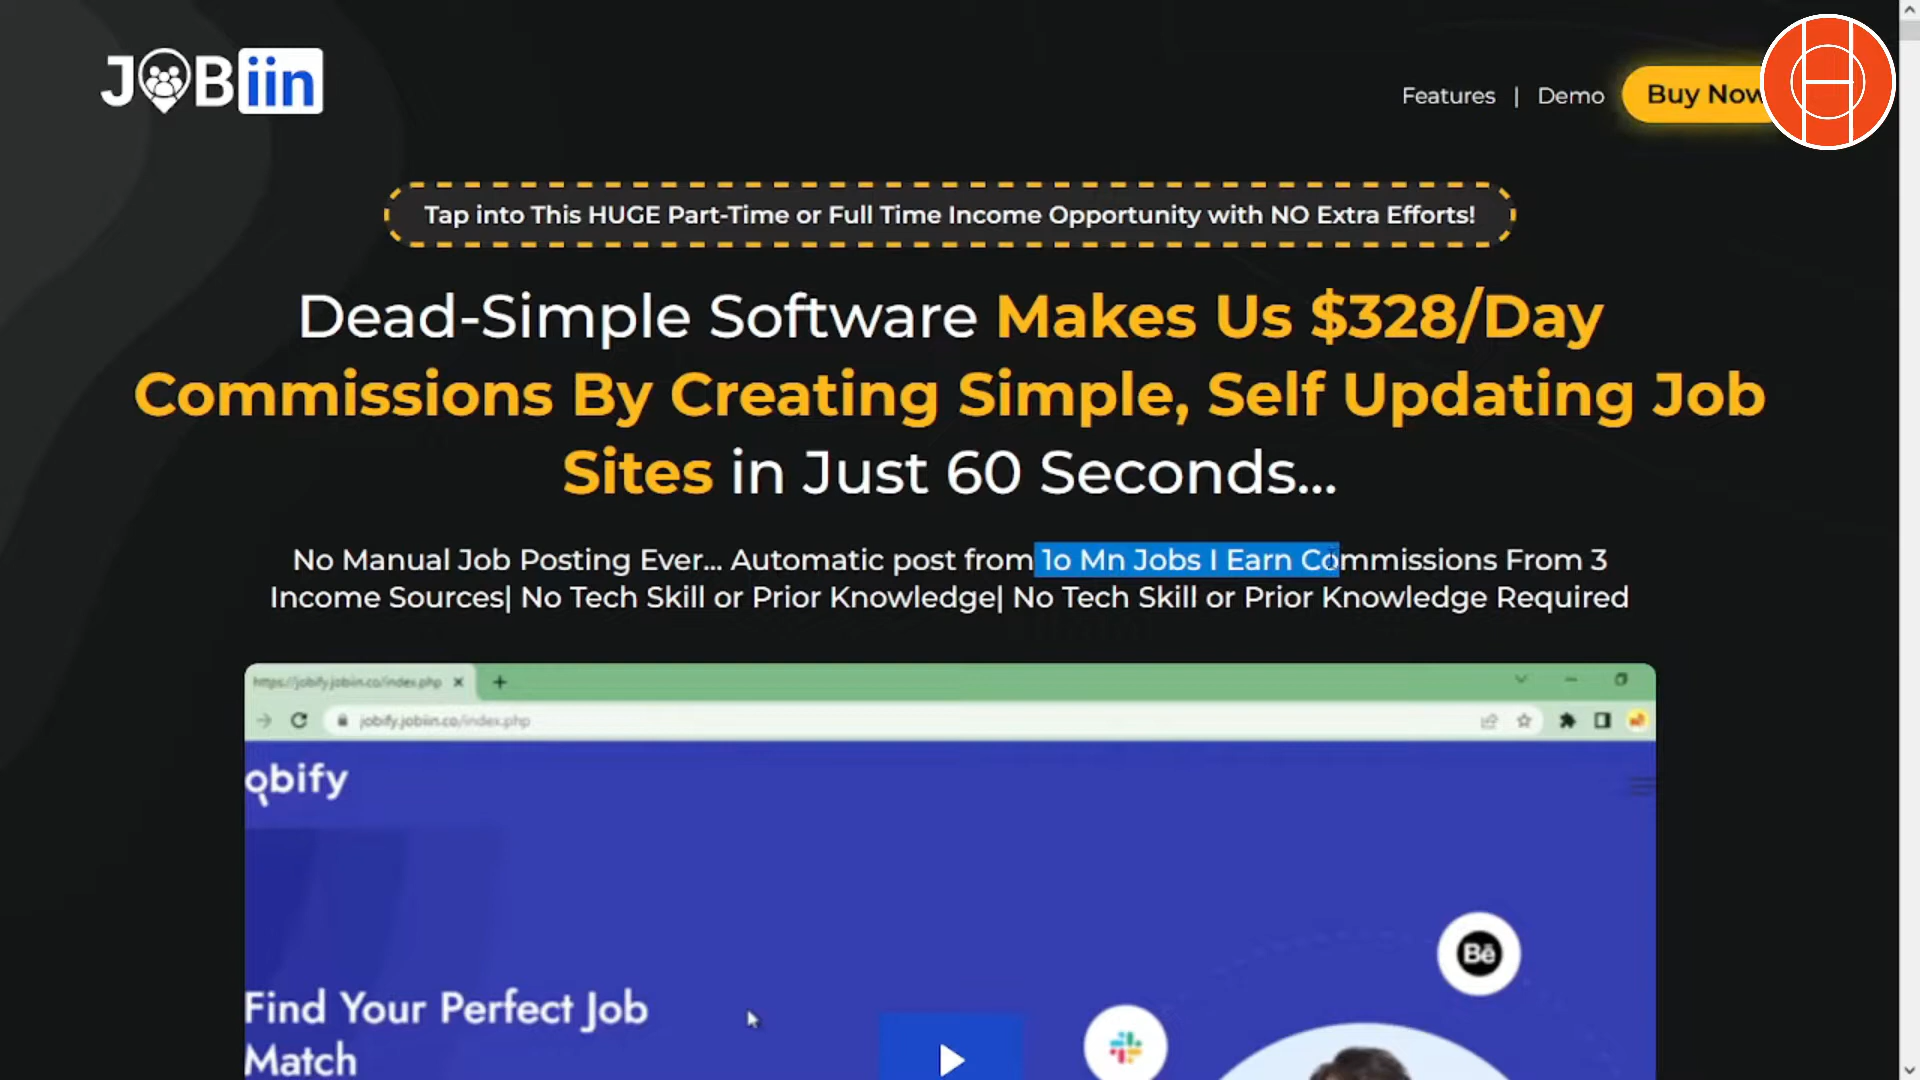 JOBiin
Features | Demo Buy Now
Tap into This HUGE Part-Time or Full Time Income Opportunity with NO Extra Efforts!
Dead-Simple Software Makes Us $328/Day
Commissions By Creating Simple, Self Updating Job
Sites in Just 60 Seconds...
No Manual Job Posting Ever... Automatic post from 1o Mn Jobs I Earn Commissions From 3
Income Sources| No Tech Skill or Prior Knowledge| No Tech Skill or Prior Knowledge Required
https://jobify.jobiin.co/index.php
jobify.jobiin.co/index.php
obify
Bē
Find Your Perfect Job
Match